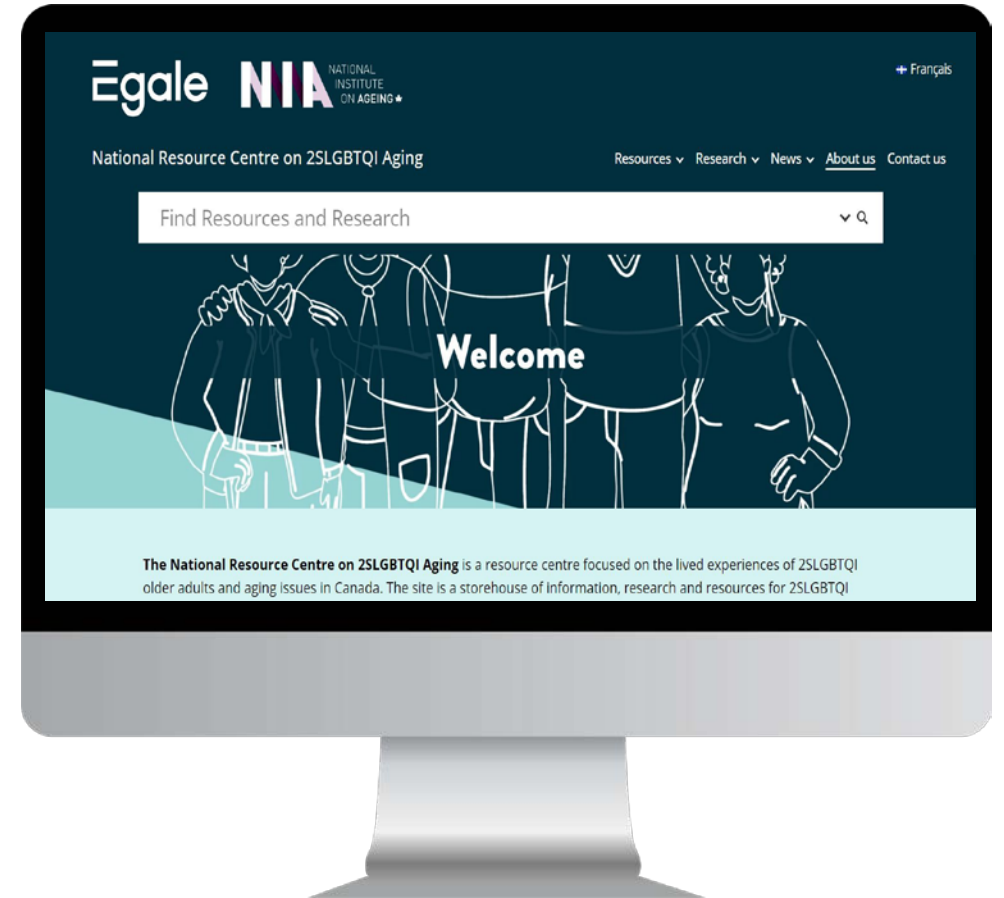 Egale
NIA
NATIONAL
INSTITUTE
ON AGEING
Français
National Resource Centre on 2SLGBTQI Aging
Resources Research News About us Contact us
Find Resources and Research
Welcome
The National Resource Centre on 2SLGBTQI Aging is a resource centre focused on the lived experiences of 2SLGBTQI
older adults and aging issues in Canada. The site is a storehouse of information, research and resources for 2SLGBTQI